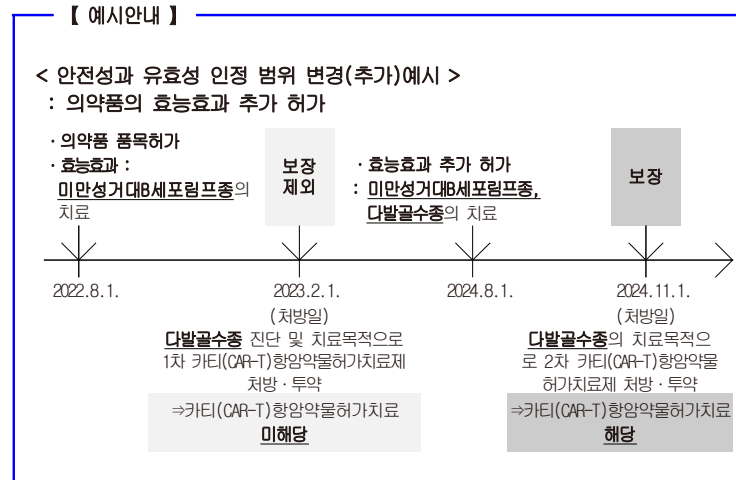 【 예시안내 】
< 안전성과 유효성 인정 범위 변경(추가)예시 >
: 의약품의 효능효과 추가 허가
· 의약품 품목허가
· 효능효과 :
미만성거대B세포림프종의
치료
보장
제외
· 효능효과 추가 허가
: 미만성거대B세포림프종,
다발골수종의 치료
보장
2022.8.1.
2023.2.1.
2024.8.1.
2024.11.1.
(처방일)
다발골수종 진단 및 치료목적으로
1차 카티(CAR-T)항암약물허가치료제
처방·투약
⇒카티(CAR-T)항암약물허가치료
미해당
(처방일)
다발골수종의 치료목적으
로 2차 카티(CAR-T)항암약물
허가치료제 처방·투약
⇒카티(CAR-T)항암약물허가치료
해당